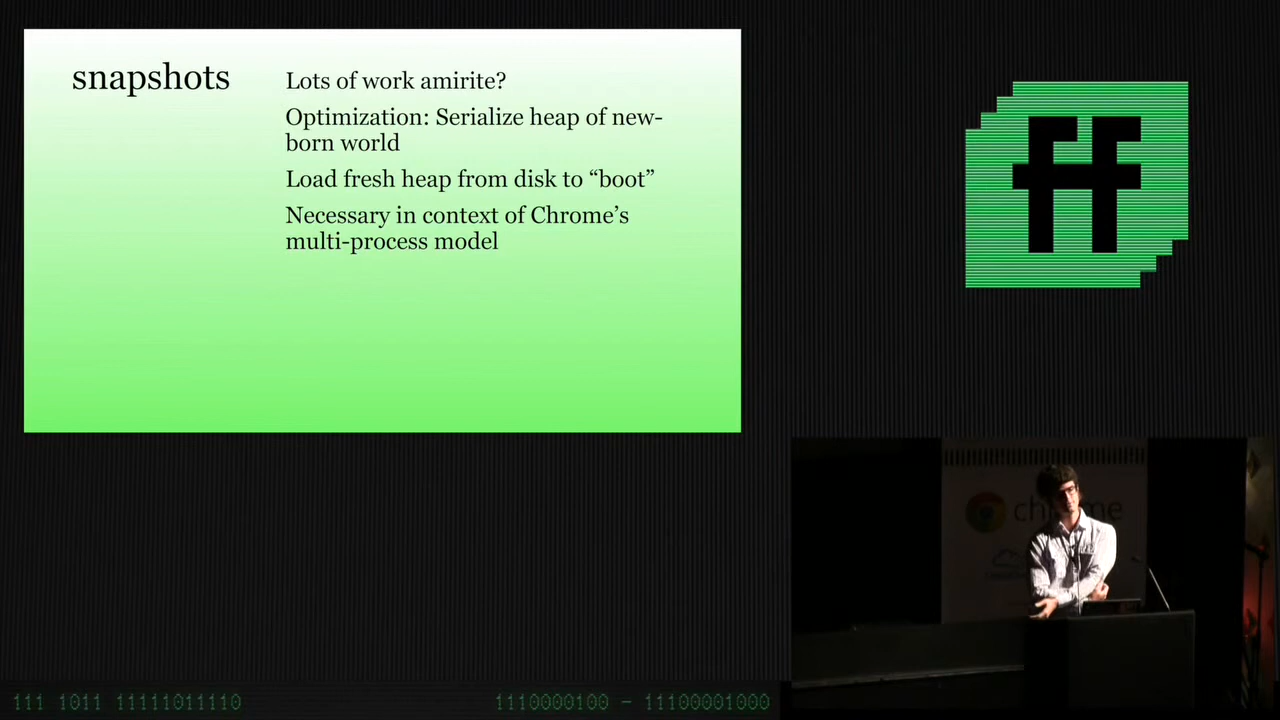 snapshots
Lots of work amirite?
Optimization: Serialize heap of new-
born world
Load fresh heap from disk to “boot”
Necessary in context of Chrome’s
multi-process model
ff
chrome
111 1011 11111011110
1110000100 – 11100001000